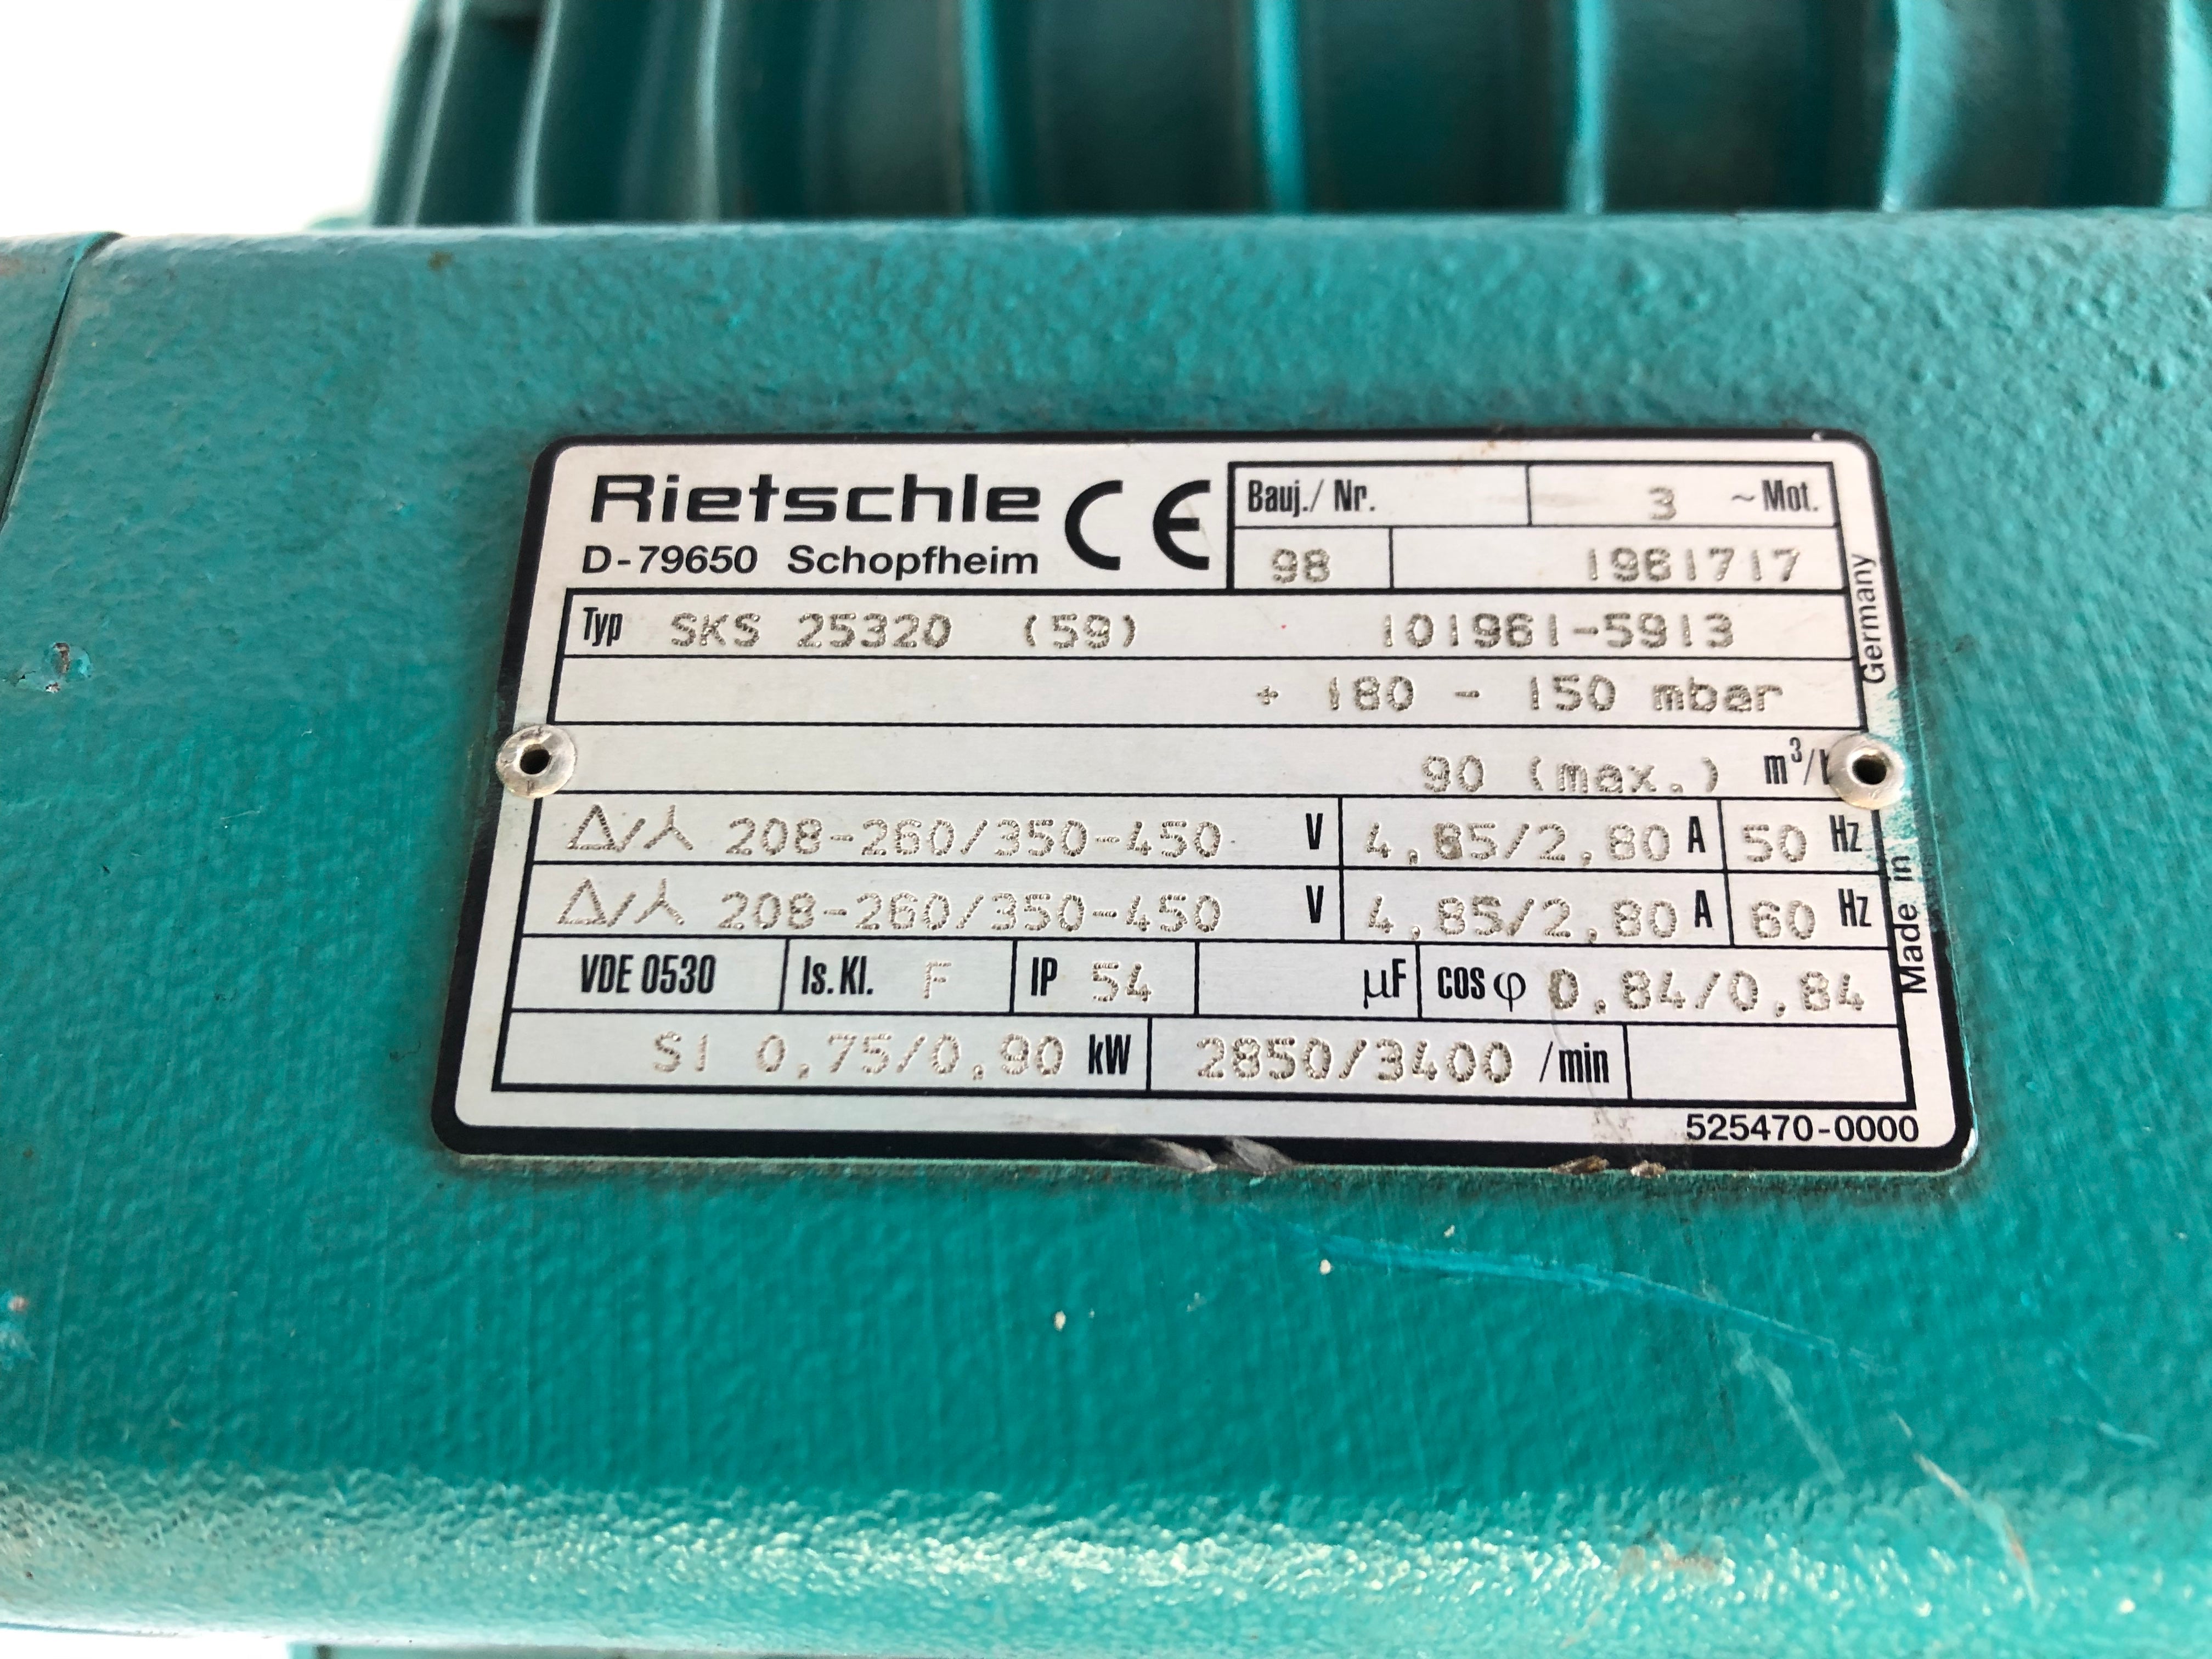 Rietschle CE
D-79650 Schopfheim
Bauj./ Nr. 3 ~ Mot.
98 1961717
Typ SKS 25320 (59) 101961-5913
+ 180 - 150 mbar
90 (max.) m³/
Δ/⅄ 208-260/350-450 V 4,85/2,80 A 50 Hz
Δ/⅄ 208-260/350-450 V 4,85/2,80 A 60 Hz
VDE 0530 Is. Kl. F IP 54 µF cos φ 0,84/0,84
S1 0,75/0,90 kW 2850/3400 /min
525470-0000
Made in Germany